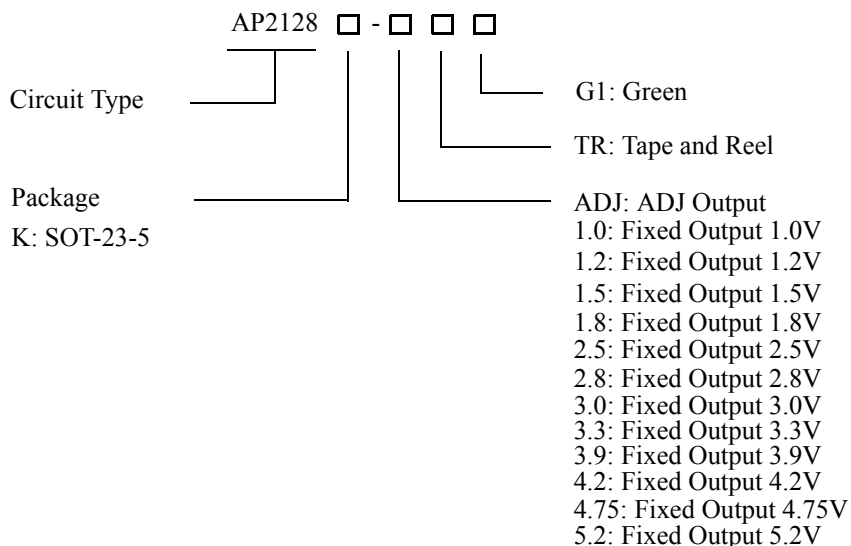 AP2128 -
Circuit Type
G1: Green
TR: Tape and Reel
Package
K: SOT-23-5
ADJ: ADJ Output
1.0: Fixed Output 1.0V
1.2: Fixed Output 1.2V
1.5: Fixed Output 1.5V
1.8: Fixed Output 1.8V
2.5: Fixed Output 2.5V
2.8: Fixed Output 2.8V
3.0: Fixed Output 3.0V
3.3: Fixed Output 3.3V
3.9: Fixed Output 3.9V
4.2: Fixed Output 4.2V
4.75: Fixed Output 4.75V
5.2: Fixed Output 5.2V